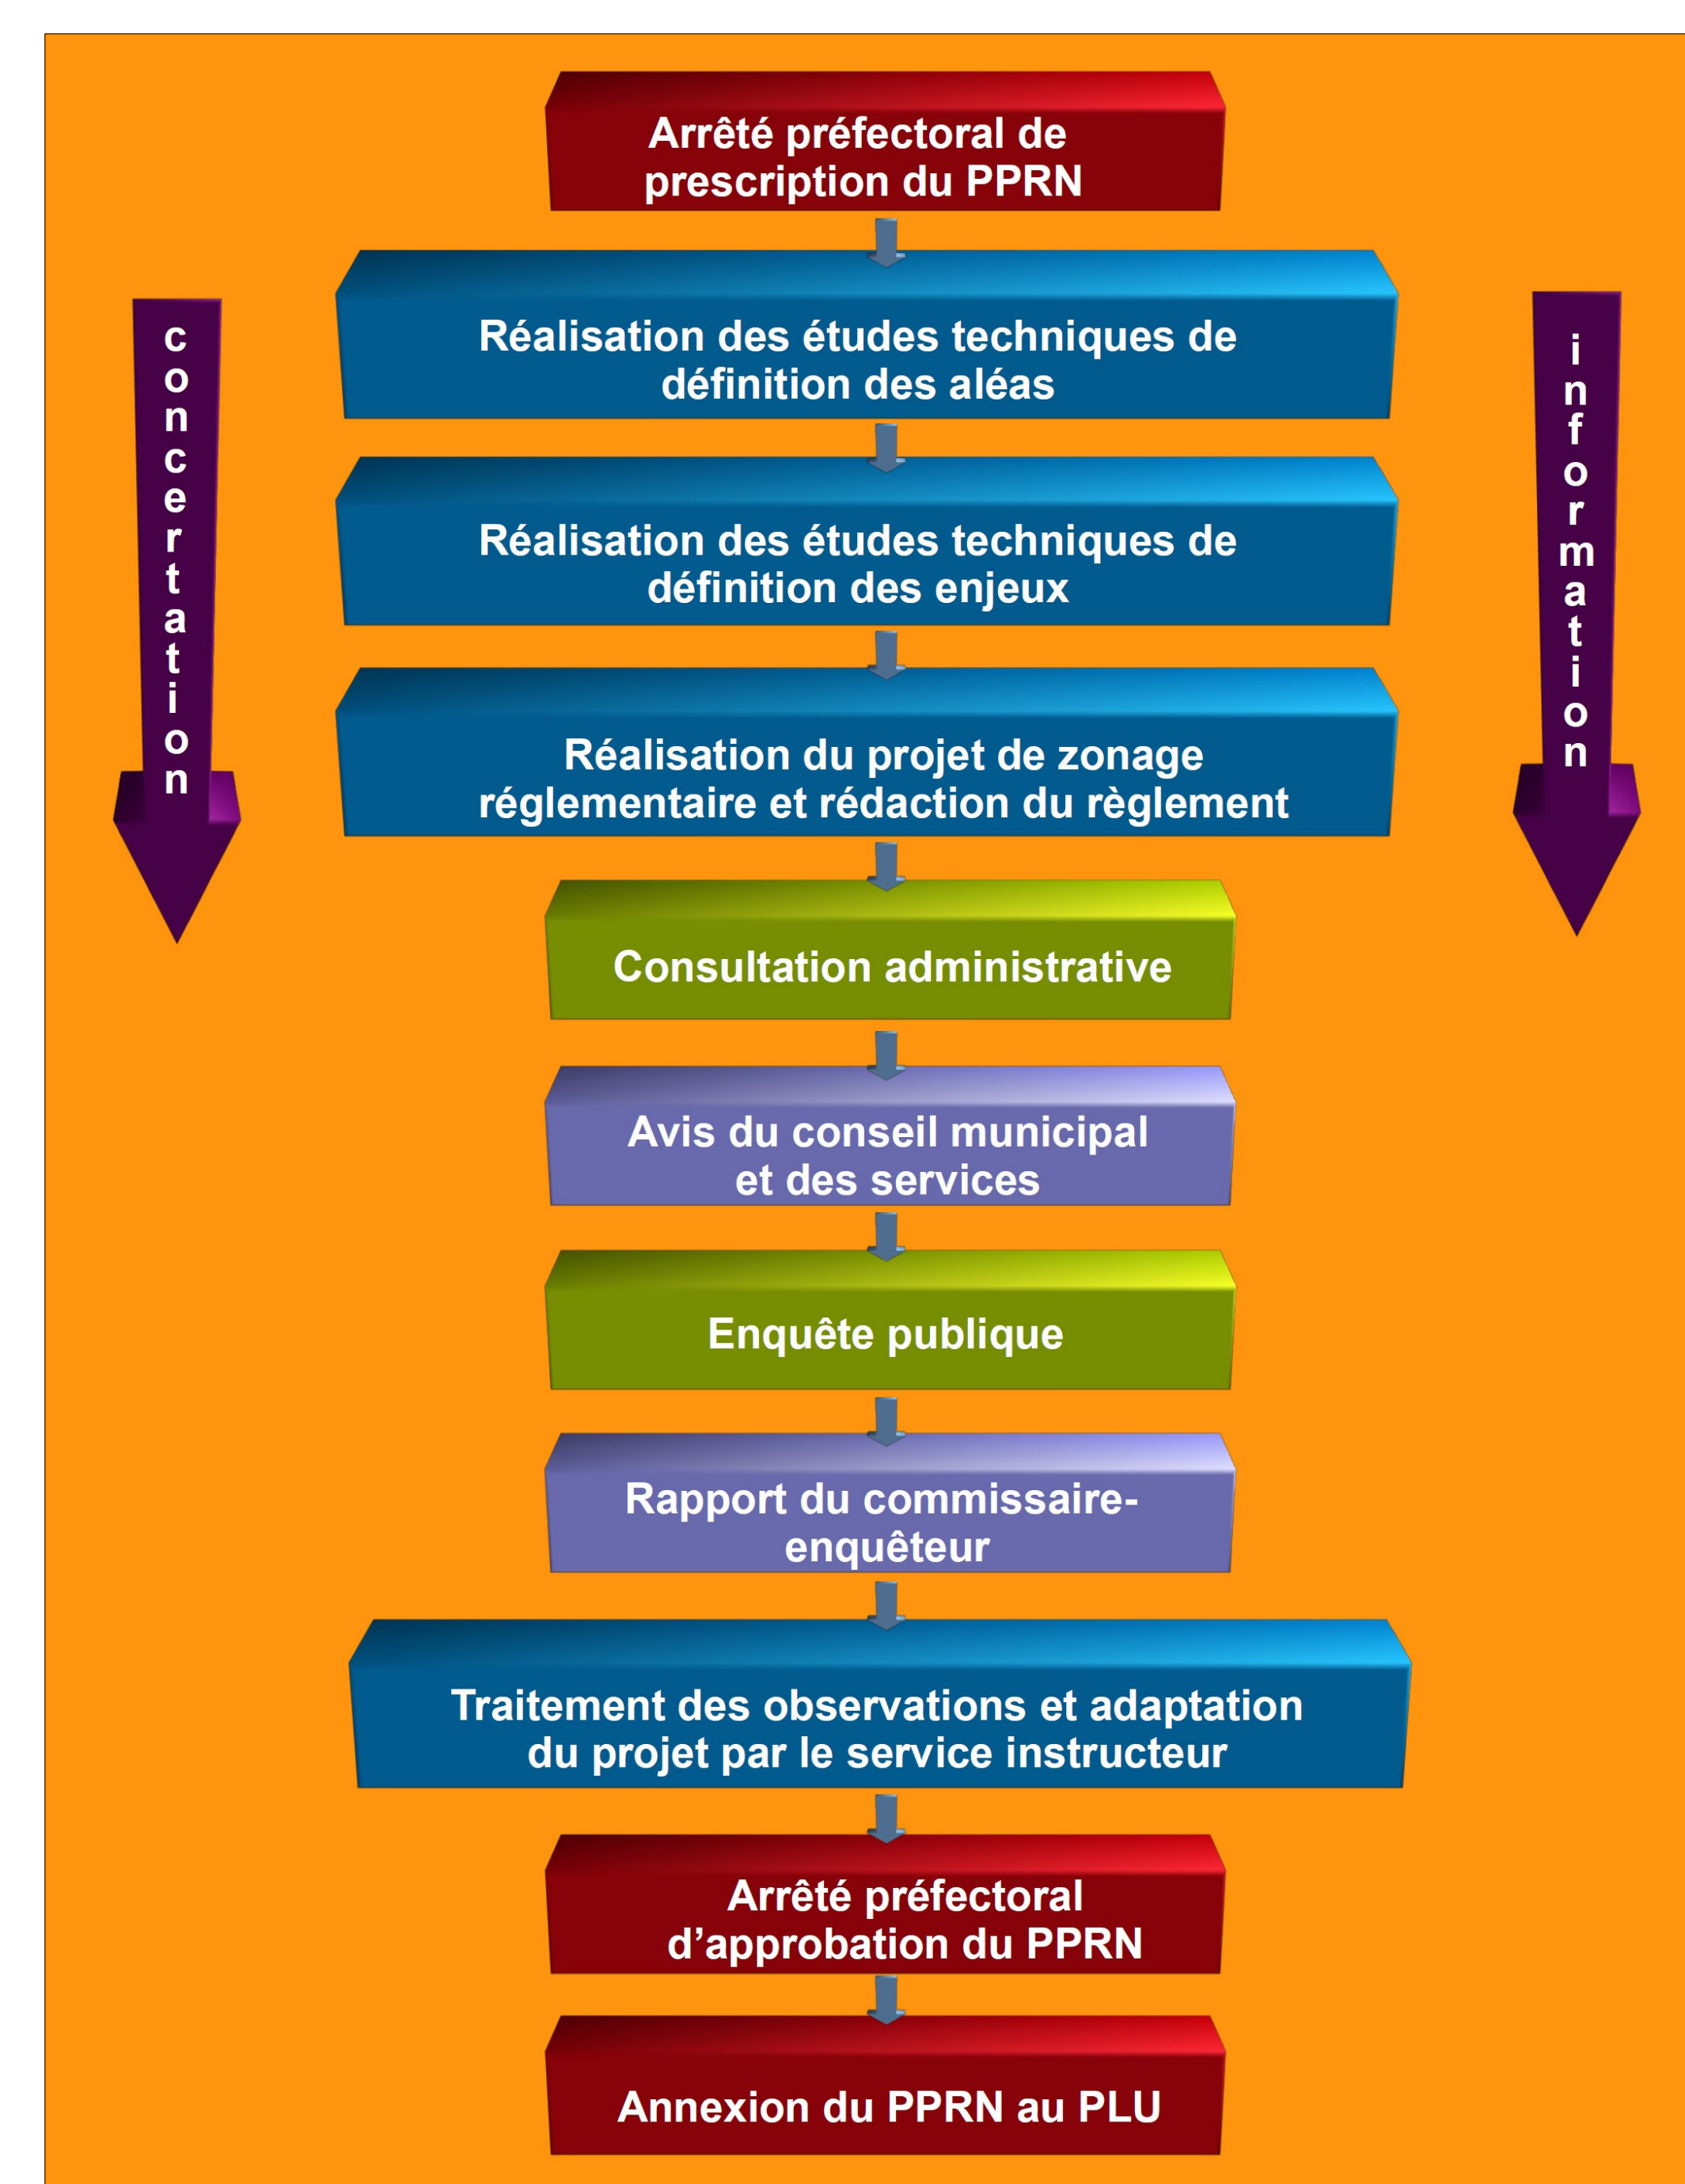 Arrêté préfectoral de
prescription du PPRN
concertation
information
Réalisation des études techniques de
définition des aléas
Réalisation des études techniques de
définition des enjeux
Réalisation du projet de zonage
réglementaire et rédaction du règlement
Consultation administrative
Avis du conseil municipal
et des services
Enquête publique
Rapport du commissaire-
enquêteur
Traitement des observations et adaptation
du projet par le service instructeur
Arrêté préfectoral
d’approbation du PPRN
Annexion du PPRN au PLU